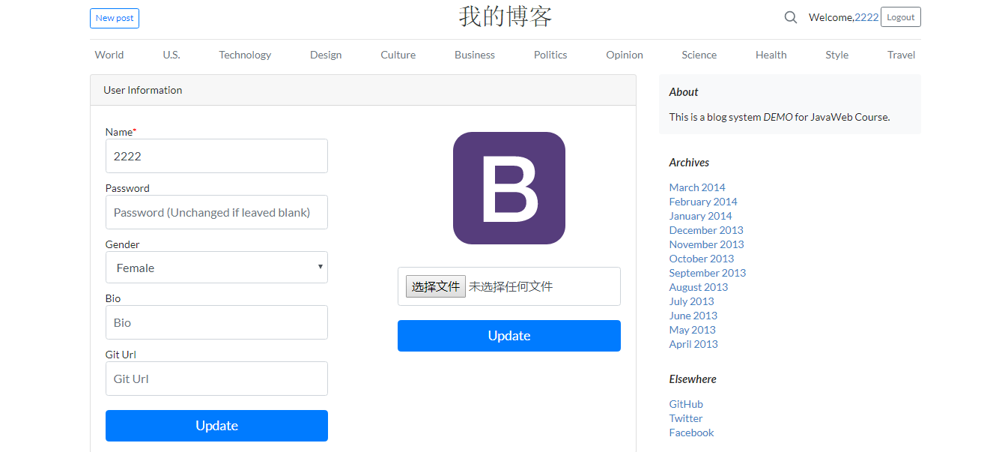 New post
我的博客
Welcome,2222
Logout
World U.S. Technology Design Culture Business Politics Opinion Science Health Style Travel
User Information
Name*
2222
Password
Password (Unchanged if leaved blank)
Gender
Female
Bio
Bio
Git Url
Git Url
Update
B
选择文件 未选择任何文件
Update
About
This is a blog system DEMO for JavaWeb Course.
Archives
March 2014
February 2014
January 2014
December 2013
November 2013
October 2013
September 2013
August 2013
July 2013
June 2013
May 2013
April 2013
Elsewhere
GitHub
Twitter
Facebook